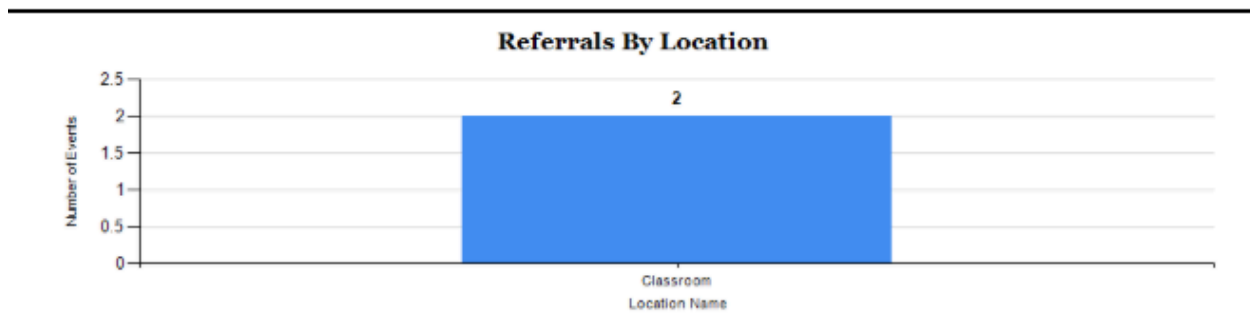 Referrals By Location
2.5
2
1.5
1
0.5
0
Number of Events
2
Classroom
Location Name